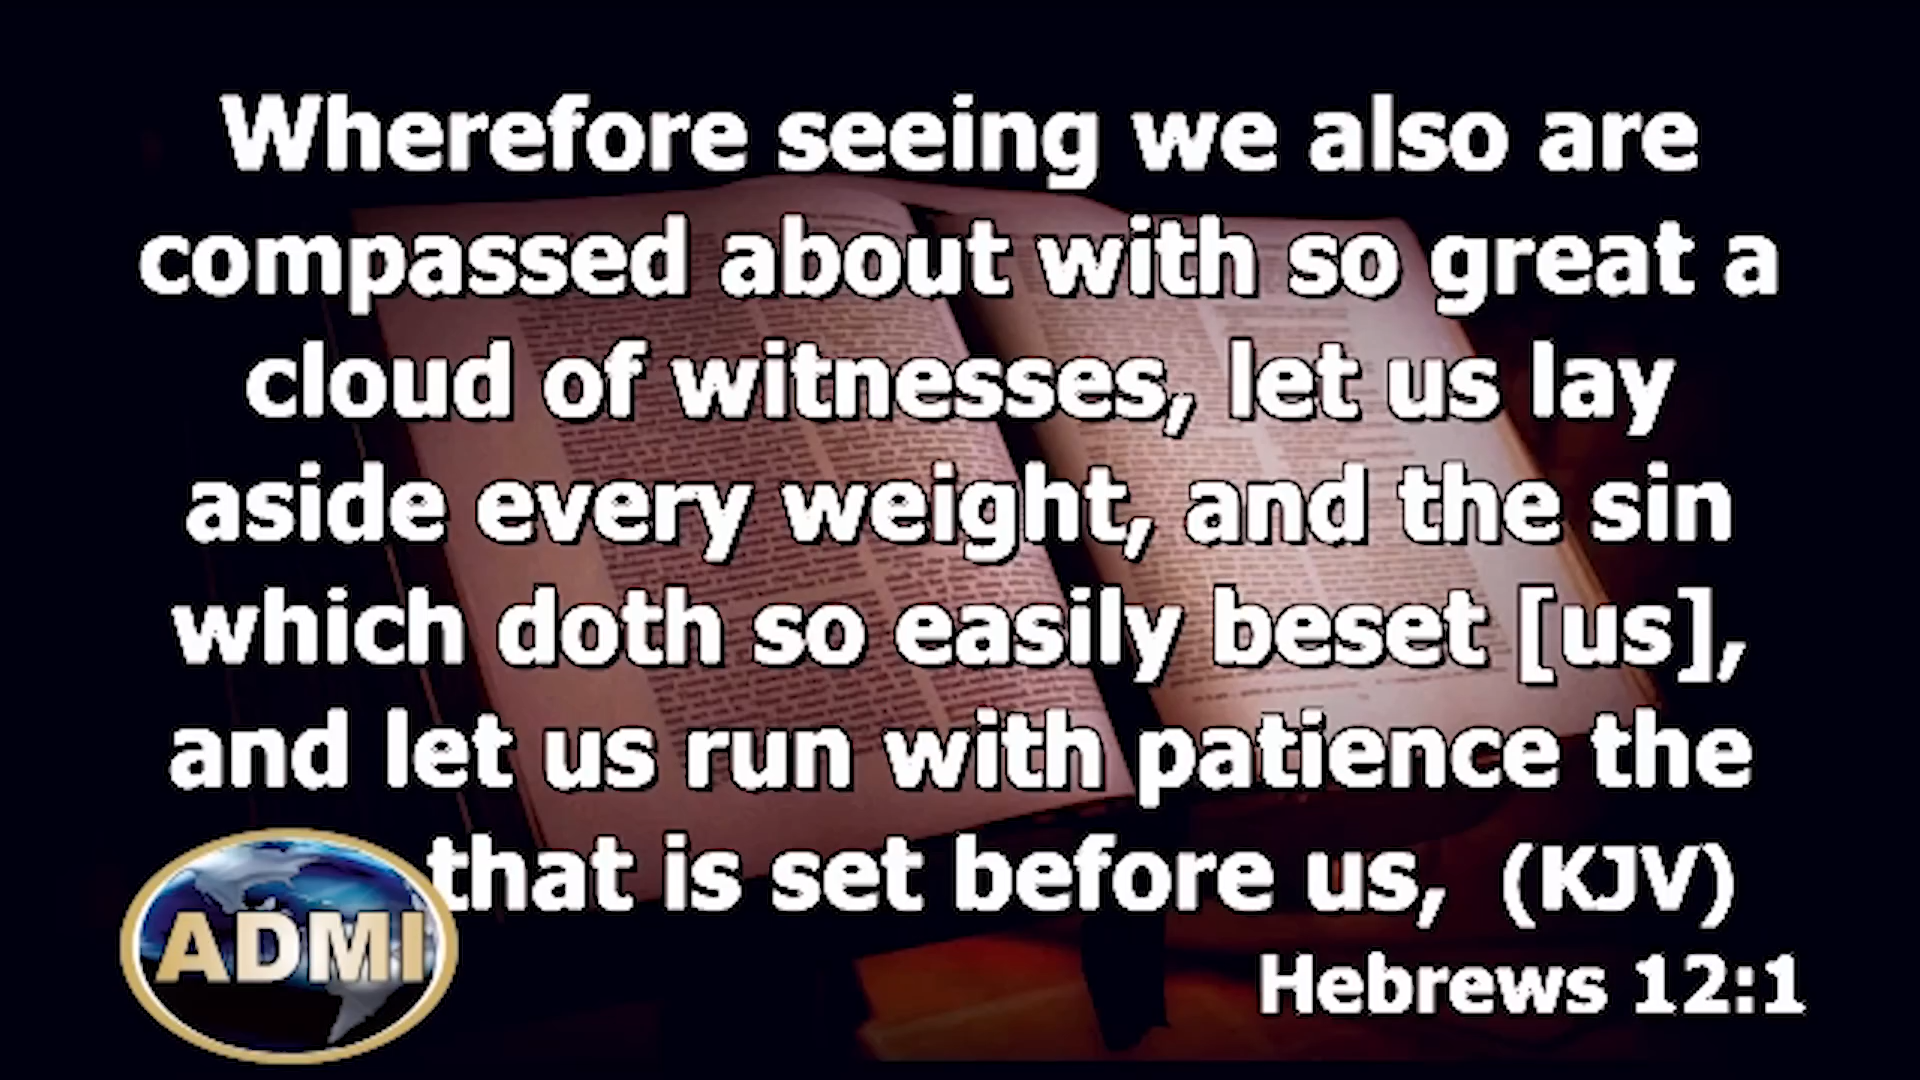 Wherefore seeing we also are
compassed about with so great a
cloud of witnesses, let us lay
aside every weight, and the sin
which doth so easily beset [us],
and let us run with patience the
that is set before us, (KJV)
Hebrews 12:1
ADMI